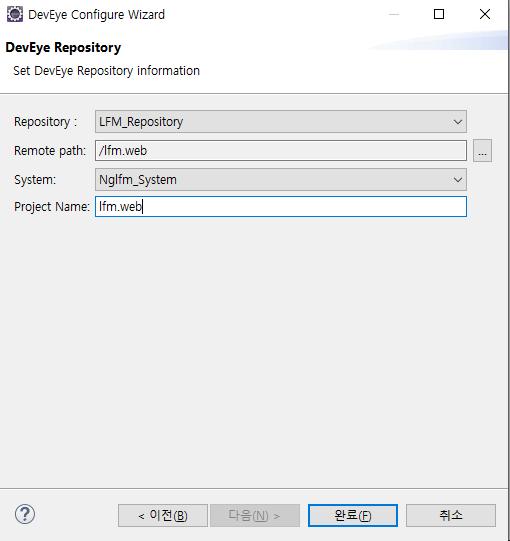 DevEye Configure Wizard
DevEye Repository
Set DevEye Repository information
Repository : LFM_Repository
Remote path: /lfm.web ...
System: Nglfm_System
Project Name: lfm.web
? < 이전(B) 다음(N) > 완료(F) 취소